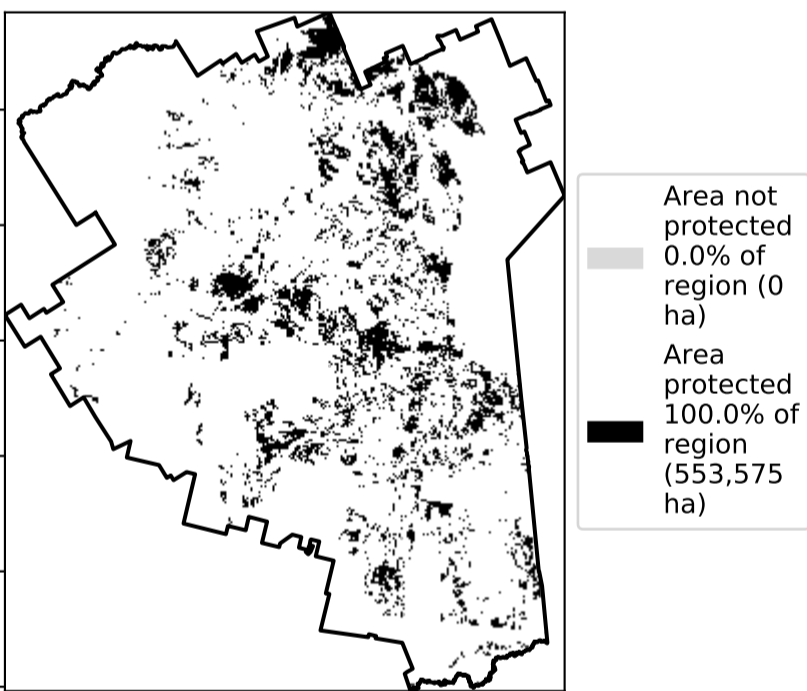 Area not
protected
0.0% of
region (0
ha)
Area
protected
100.0% of
region
(553,575
ha)